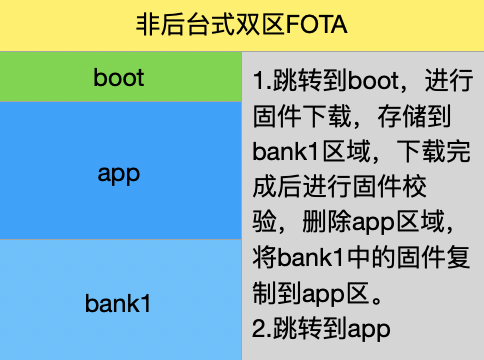 非后台式双区FOTA
boot
app
bank1
1.跳转到boot，进行
固件下载，存储到
bank1区域，下载完
成后进行固件校
验，删除app区域，
将bank1中的固件复
制到app区。
2.跳转到app